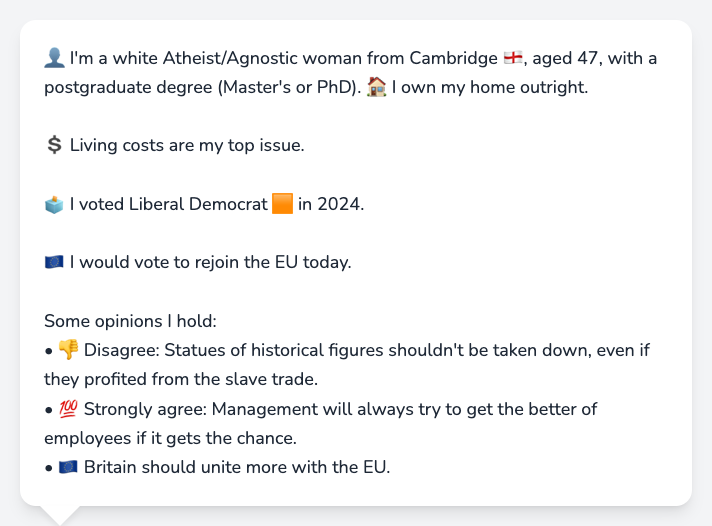 👤 I'm a white Atheist/Agnostic woman from Cambridge 🏴󠁧󠁢󠁥󠁮󠁧󠁿, aged 47, with a
postgraduate degree (Master's or PhD). 🏠 I own my home outright.
💲 Living costs are my top issue.
🗳️ I voted Liberal Democrat 🟧 in 2024.
🇪🇺 I would vote to rejoin the EU today.
Some opinions I hold:
• 👎 Disagree: Statues of historical figures shouldn't be taken down, even if
they profited from the slave trade.
• 💯 Strongly agree: Management will always try to get the better of
employees if it gets the chance.
• 🇪🇺 Britain should unite more with the EU.